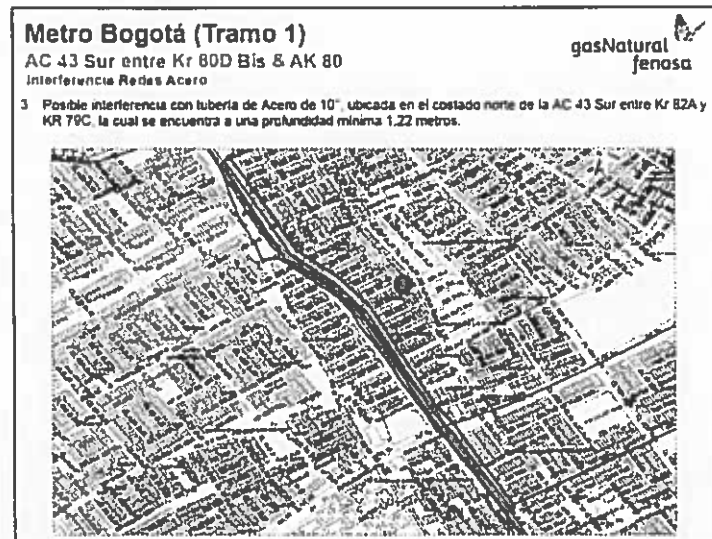 Metro Bogotá (Tramo 1)
AC 43 Sur entre Kr 80D Bis & AK 80
Interferencia Redes Acero
gasNatural
fenosa
3 Posible interferencia con tubería de Acero de 10", ubicada en el costado norte de la AC 43 Sur entre Kr 82A y
KR 79C, la cual se encuentra a una profundidad mínima 1,22 metros.
3